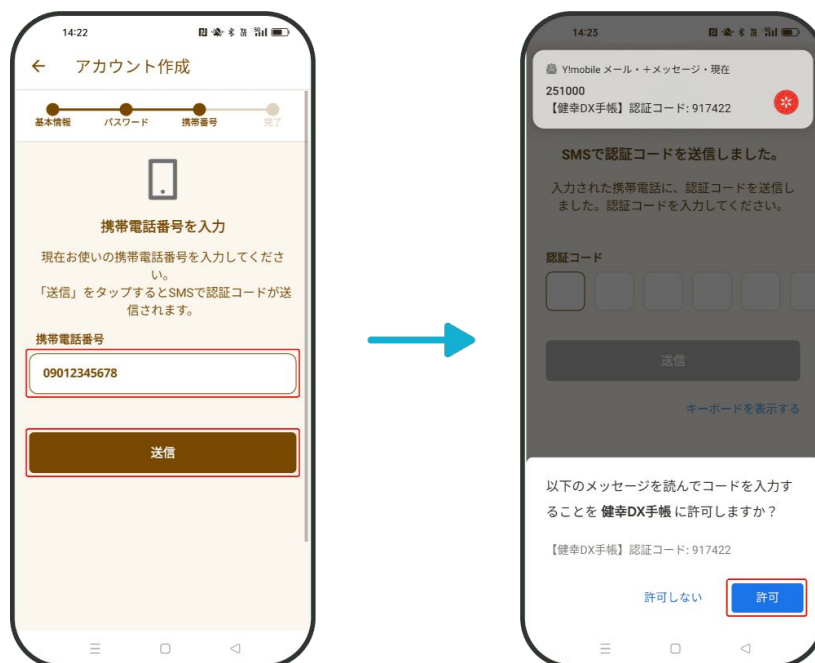 14:22
アカウント作成
基本情報
パスワード
携帯番号
完了
携帯電話番号を入力
現在お使いの携帯電話番号を入力してくださ
い。
「送信」をタップするとSMSで認証コードが送
信されます。
携帯電話番号
09012345678
送信
14:23
Y!mobile メール・+メッセージ・現在
251000
【健幸DX手帳】認証コード: 917422
SMSで認証コードを送信しました。
入力された携帯電話に、認証コードを送信し
ました。認証コードを入力してください。
認証コード
送信
キーボードを表示する
以下のメッセージを読んでコードを入力す
ることを 健幸DX手帳 に許可しますか？
【健幸DX手帳】認証コード: 917422
許可しない
許可